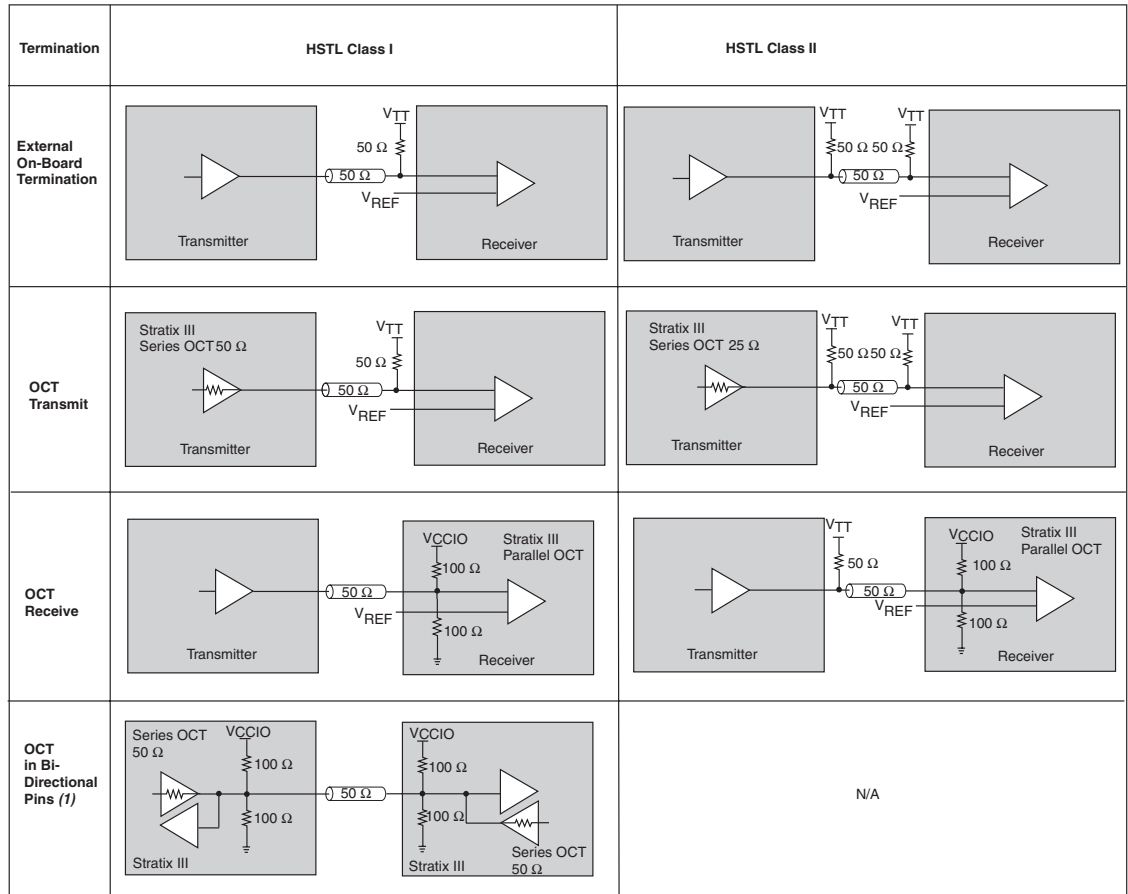 Termination
HSTL Class I
HSTL Class II
External
On-Board
Termination
VTT
50 Ω
50 Ω
VREF
Transmitter
Receiver
VTT
VTT
50 Ω 50 Ω
50 Ω
VREF
Transmitter
Receiver
OCT
Transmit
Stratix III
Series OCT 50 Ω
VTT
50 Ω
50 Ω
VREF
Transmitter
Receiver
Stratix III
Series OCT 25 Ω
VTT
VTT
50 Ω 50 Ω
50 Ω
VREF
Transmitter
Receiver
OCT
Receive
VCCIO
Stratix III
Parallel OCT
100 Ω
50 Ω
VREF
100 Ω
Transmitter
Receiver
VTT
50 Ω
VCCIO
Stratix III
Parallel OCT
100 Ω
50 Ω
VREF
100 Ω
Transmitter
Receiver
OCT
in Bi-
Directional
Pins (1)
Series OCT
50 Ω
VCCIO
100 Ω
100 Ω
Stratix III
50 Ω
VCCIO
100 Ω
100 Ω
Series OCT
50 Ω
Stratix III
N/A